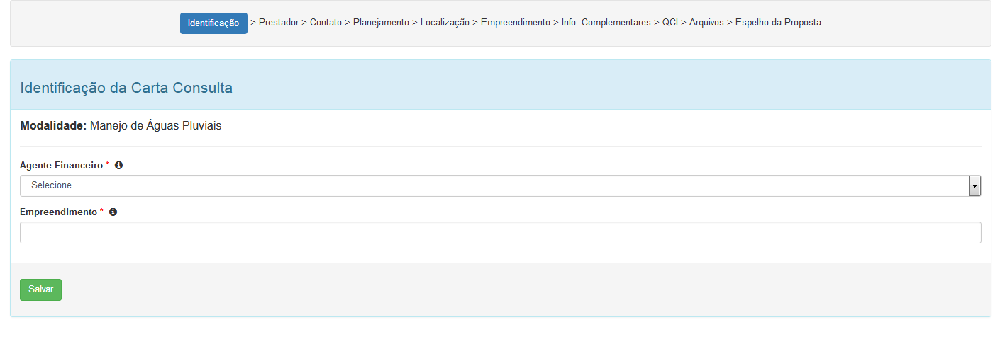 Identificação > Prestador > Contato > Planejamento > Localização > Empreendimento > Info. Complementares > QCI > Arquivos > Espelho da Proposta
Identificação da Carta Consulta
Modalidade: Manejo de Águas Pluviais
Agente Financeiro *
Selecione...
Empreendimento *
Salvar